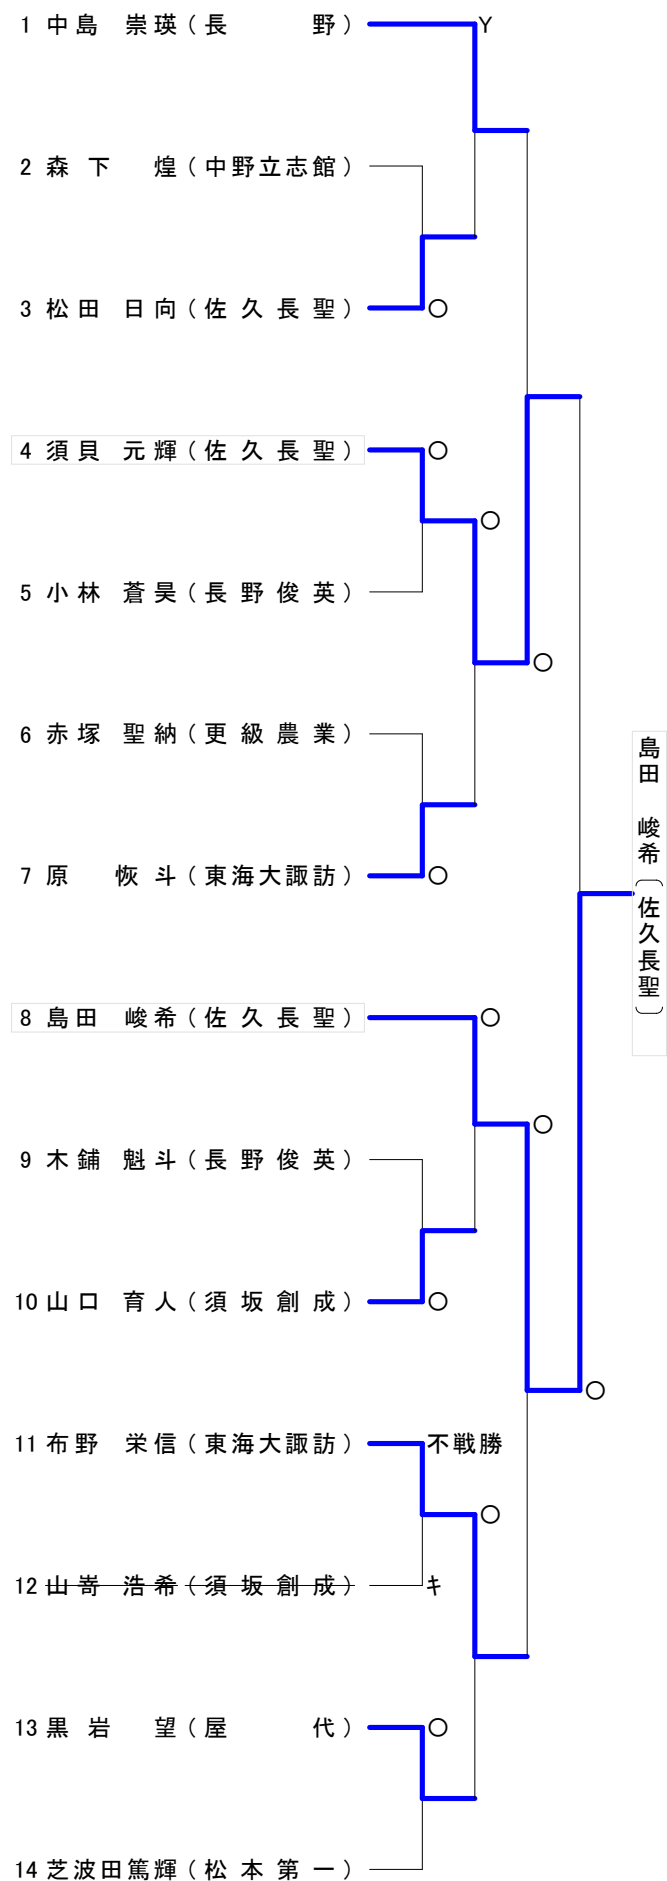 1 中島 崇瑛 (長 野) Y
2 森下 煌 (中野立志館)
3 松田 日向 (佐久長聖) ○
4 須貝 元輝 (佐久長聖) ○
○
5 小林 蒼昊 (長野俊英)
○
6 赤塚 聖納 (更級農業)
島田 峻希 (佐久長聖)
7 原 恢斗 (東海大諏訪) ○
8 島田 峻希 (佐久長聖) ○
○
9 木鋪 魁斗 (長野俊英)
10 山口 育人 (須坂創成) ○
○
11 布野 栄信 (東海大諏訪) 不戦勝
○
12 山嵜 浩希 (須坂創成) キ
13 黒岩 望 (屋 代) ○
14 芝波田篤輝 (松本第一)